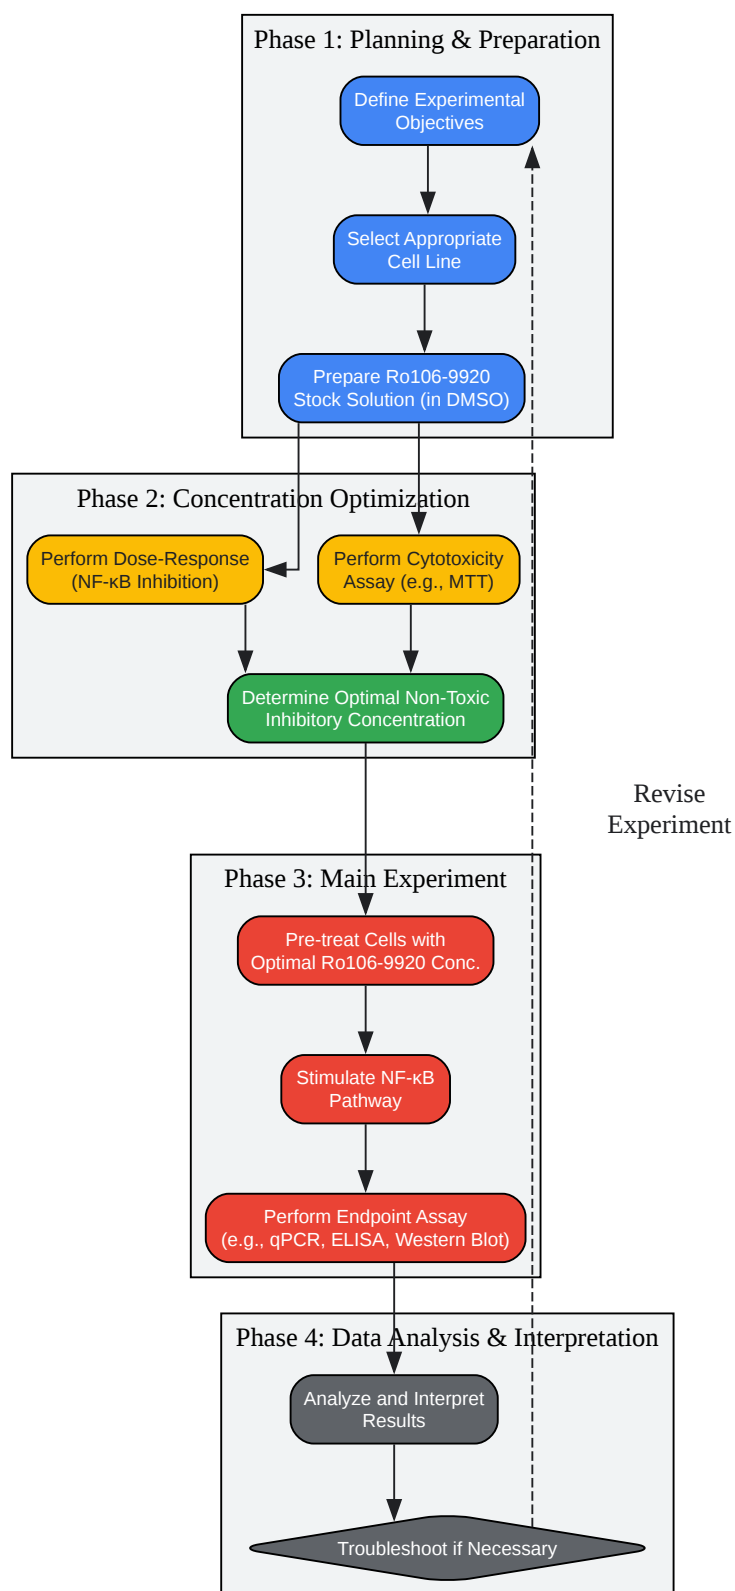 Phase 1: Planning & Preparation
Define Experimental
Objectives
Select Appropriate
Cell Line
Prepare Ro106-9920
Stock Solution (in DMSO)
Phase 2: Concentration Optimization
Perform Dose-Response
(NF-κB Inhibition)
Perform Cytotoxicity
Assay (e.g., MTT)
Determine Optimal Non-Toxic
Inhibitory Concentration
Revise
Experiment
Phase 3: Main Experiment
Pre-treat Cells with
Optimal Ro106-9920 Conc.
Stimulate NF-κB
Pathway
Perform Endpoint Assay
(e.g., qPCR, ELISA, Western Blot)
Phase 4: Data Analysis & Interpretation
Analyze and Interpret
Results
Troubleshoot if Necessary